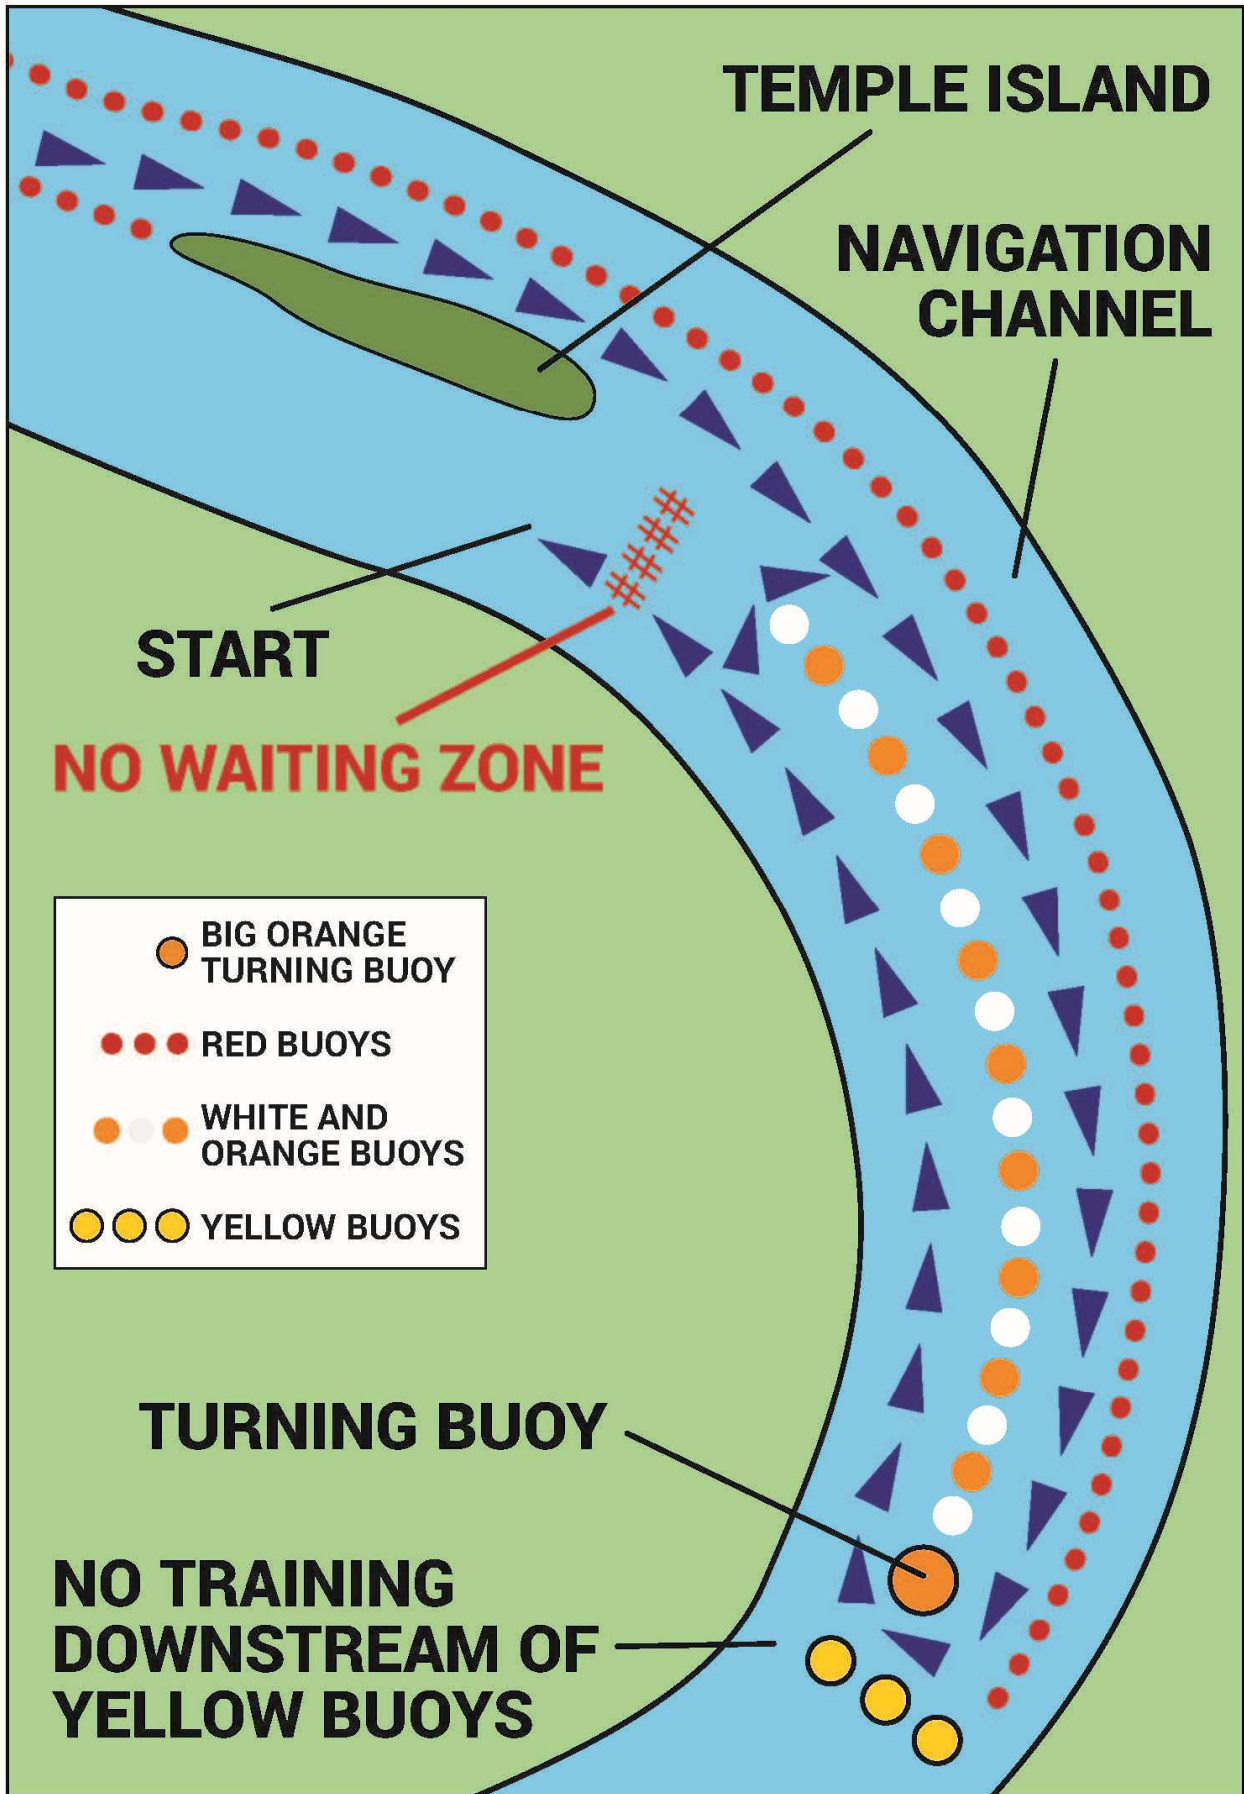 TEMPLE ISLAND
NAVIGATION
CHANNEL
START
NO WAITING ZONE
BIG ORANGE
TURNING BUOY
RED BUOYS
WHITE AND
ORANGE BUOYS
YELLOW BUOYS
TURNING BUOY
NO TRAINING
DOWNSTREAM OF
YELLOW BUOYS